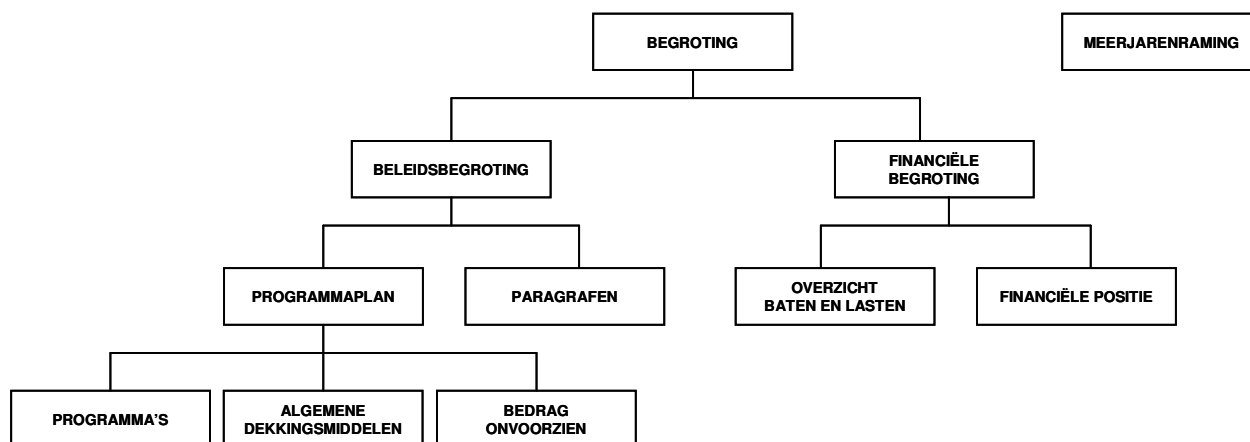 BEGROTING
MEERJARENRAMING
BELEIDSBEGROTING
FINANCIËLE
BEGROTING
PROGRAMMAPLAN
PARAGRAFEN
OVERZICHT
BATEN EN LASTEN
FINANCIËLE POSITIE
PROGRAMMA'S
ALGEMENE
DEKKINGSMIDDELEN
BEDRAG
ONVOORZIEN